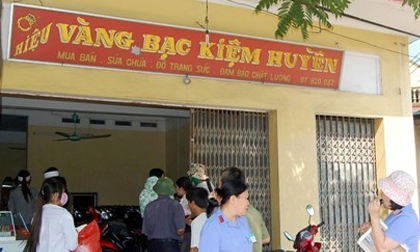 HIỆU VÀNG BẠC KIỆM HUYỀN
MUA BÁN . SỬA CHỮA . ĐỒ TRANG SỨC . ĐẢM BẢO CHẤT LƯỢNG